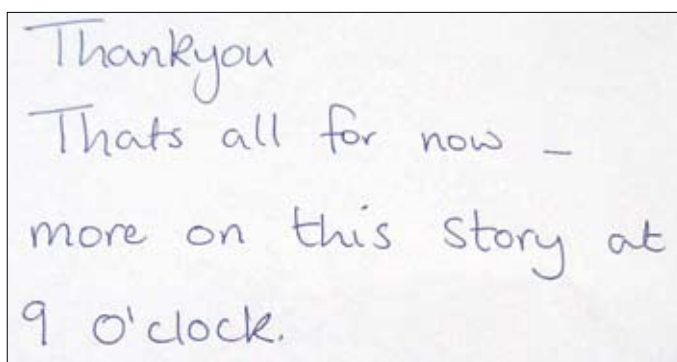 Thankyou
Thats all for now –
more on this story at
9 o'clock.